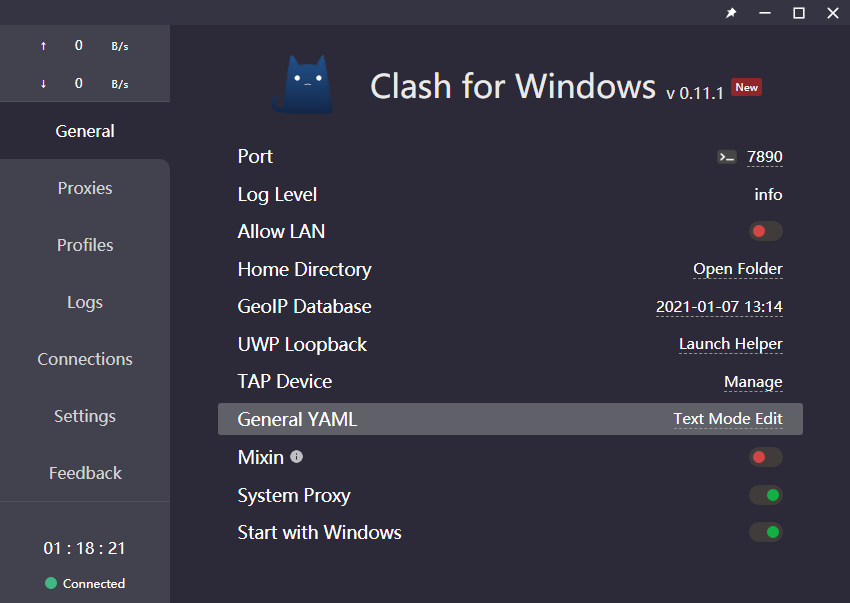 ↑ 0 B/s
↓ 0 B/s
General
Proxies
Profiles
Logs
Connections
Settings
Feedback
01 : 18 : 21
Connected
Clash for Windows v 0.11.1 New
Port 7890
Log Level info
Allow LAN
Home Directory Open Folder
GeoIP Database 2021-01-07 13:14
UWP Loopback Launch Helper
TAP Device Manage
General YAML Text Mode Edit
Mixin
System Proxy
Start with Windows